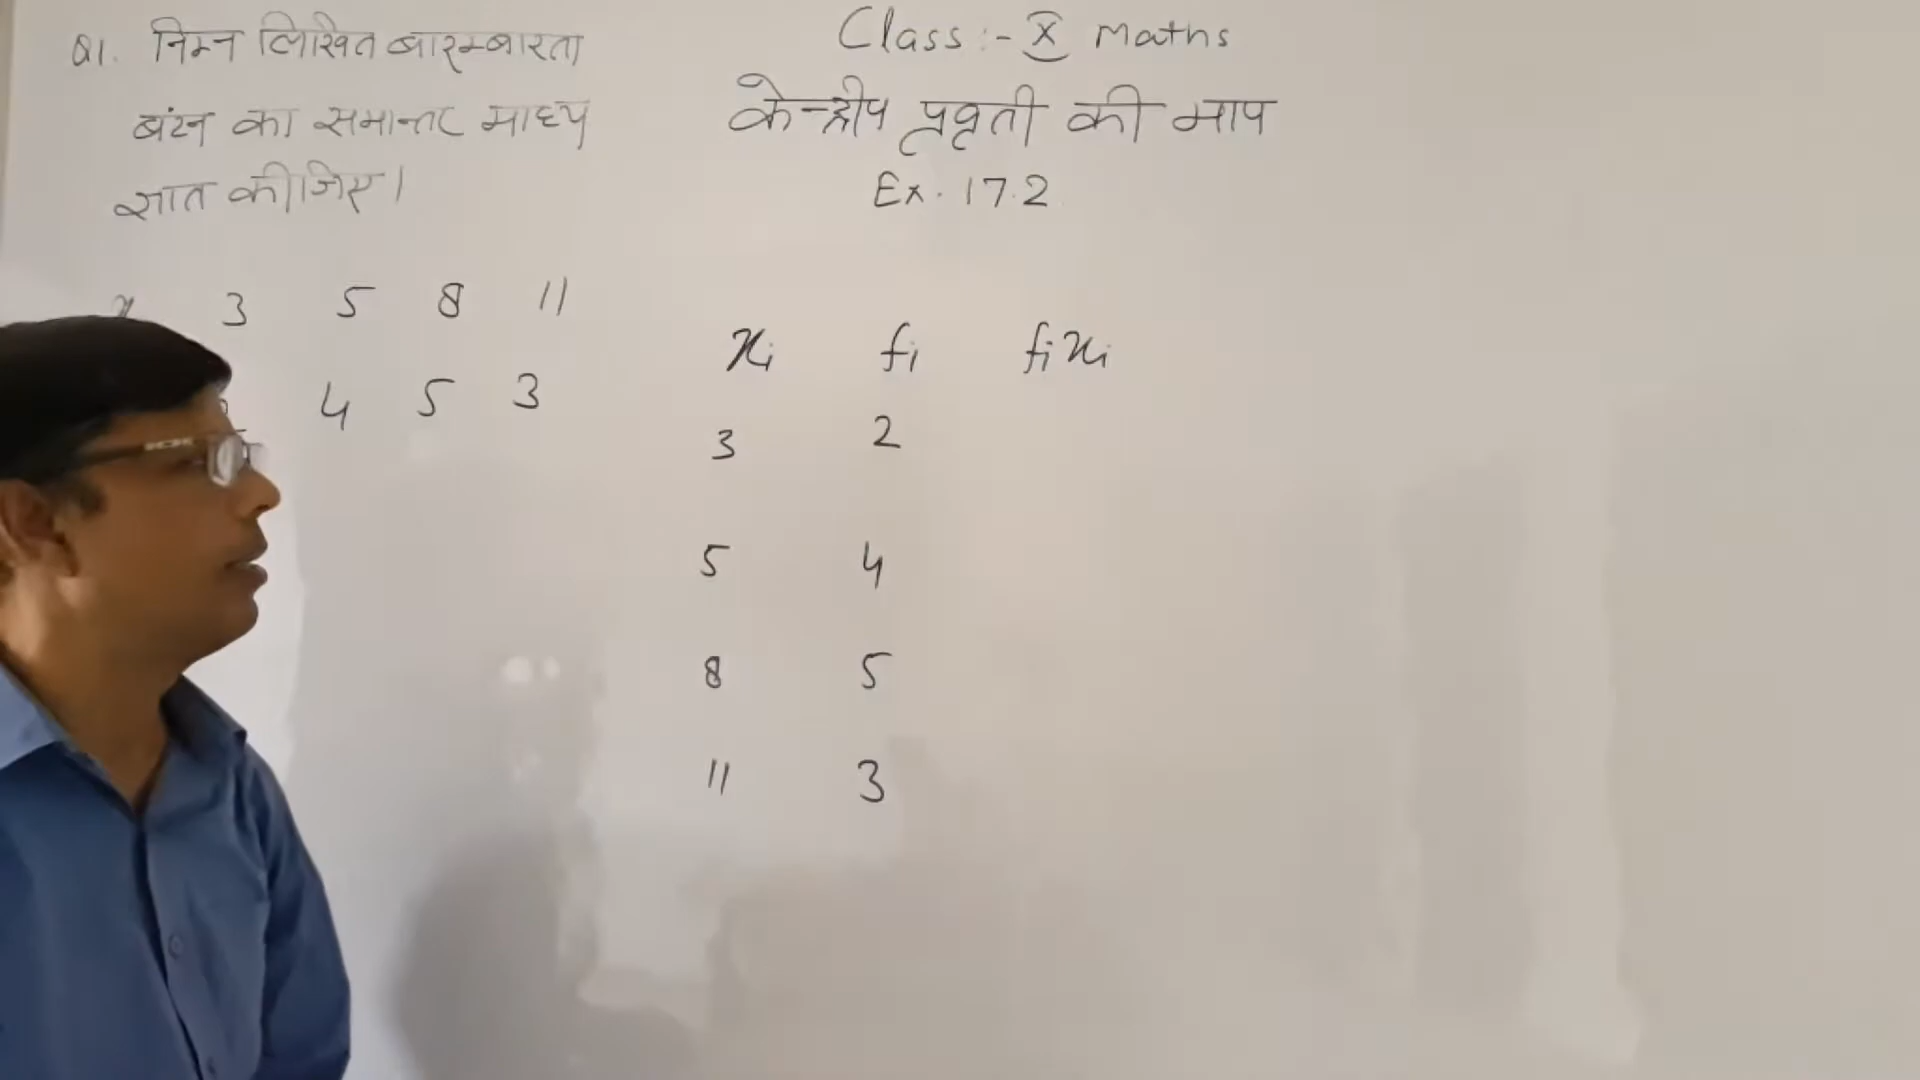 Q1. निम्न लिखित बारम्बारता
बंटन का समान्तर माध्य
ज्ञात कीजिए।
x 3 5 8 11
4 5 3
Class :- X Maths
केन्द्रीय प्रवृती की माप
Ex. 17.2
xi fi fixi
3 2
5 4
8 5
11 3